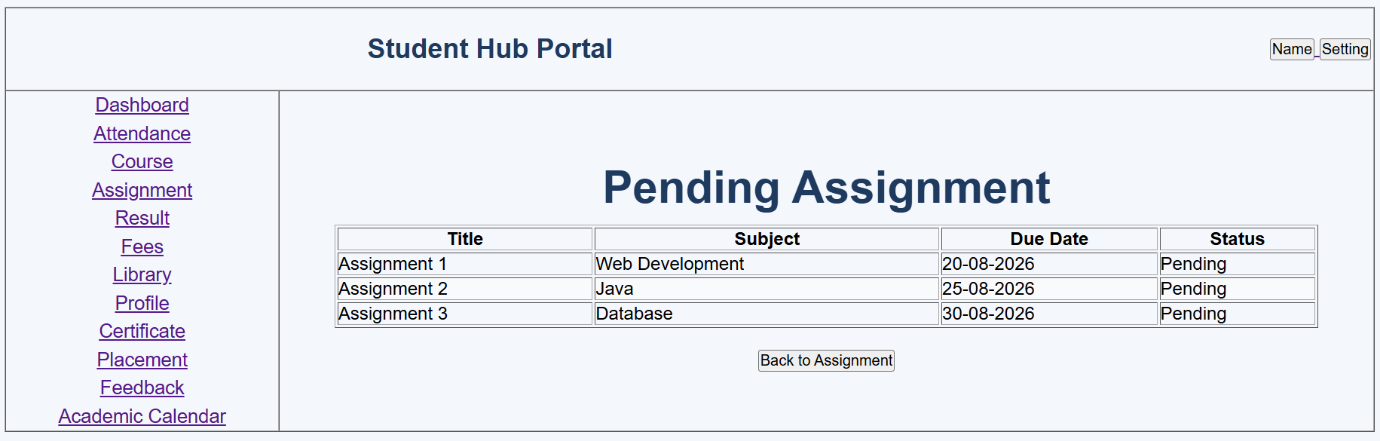 Student Hub Portal
Name Setting
Dashboard
Attendance
Course
Assignment
Result
Fees
Library
Profile
Certificate
Placement
Feedback
Academic Calendar
Pending Assignment
Title Subject Due Date Status
Assignment 1 Web Development 20-08-2026 Pending
Assignment 2 Java 25-08-2026 Pending
Assignment 3 Database 30-08-2026 Pending
Back to Assignment